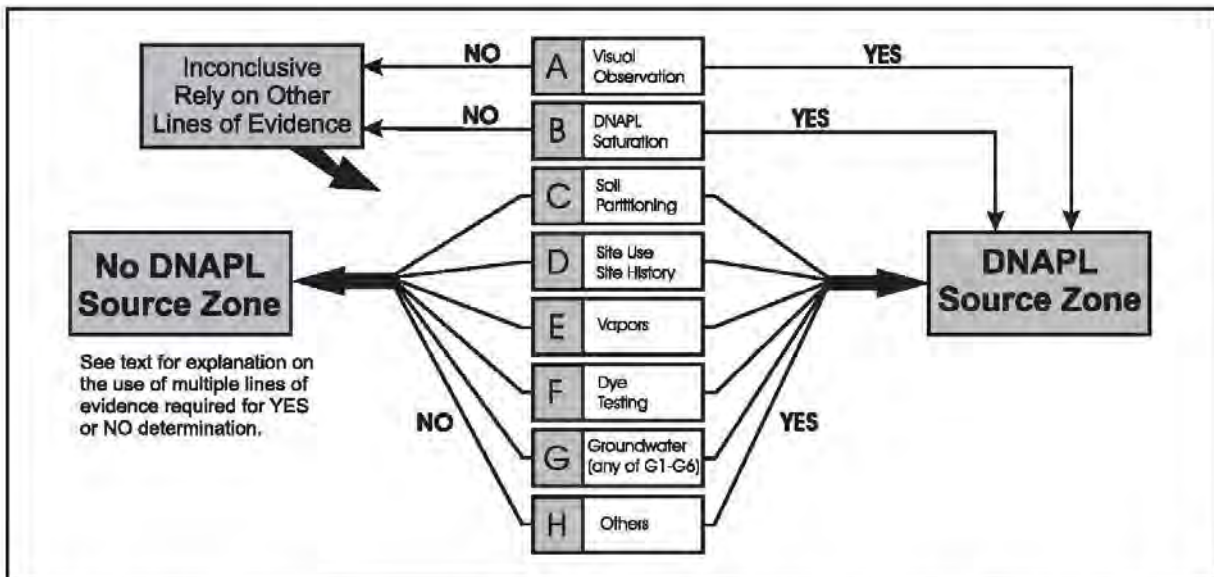 Inconclusive
Rely on Other
Lines of Evidence
NO
A
Visual
Observation
YES
NO
B
DNAPL
Saturation
YES
C
Soil
Partitioning
D
Site Use
Site History
E
Vapors
F
Dye
Testing
G
Groundwater
(any of G1-G6)
H
Others
NO
YES
No DNAPL
Source Zone
See text for explanation on
the use of multiple lines of
evidence required for YES
or NO determination.
DNAPL
Source Zone